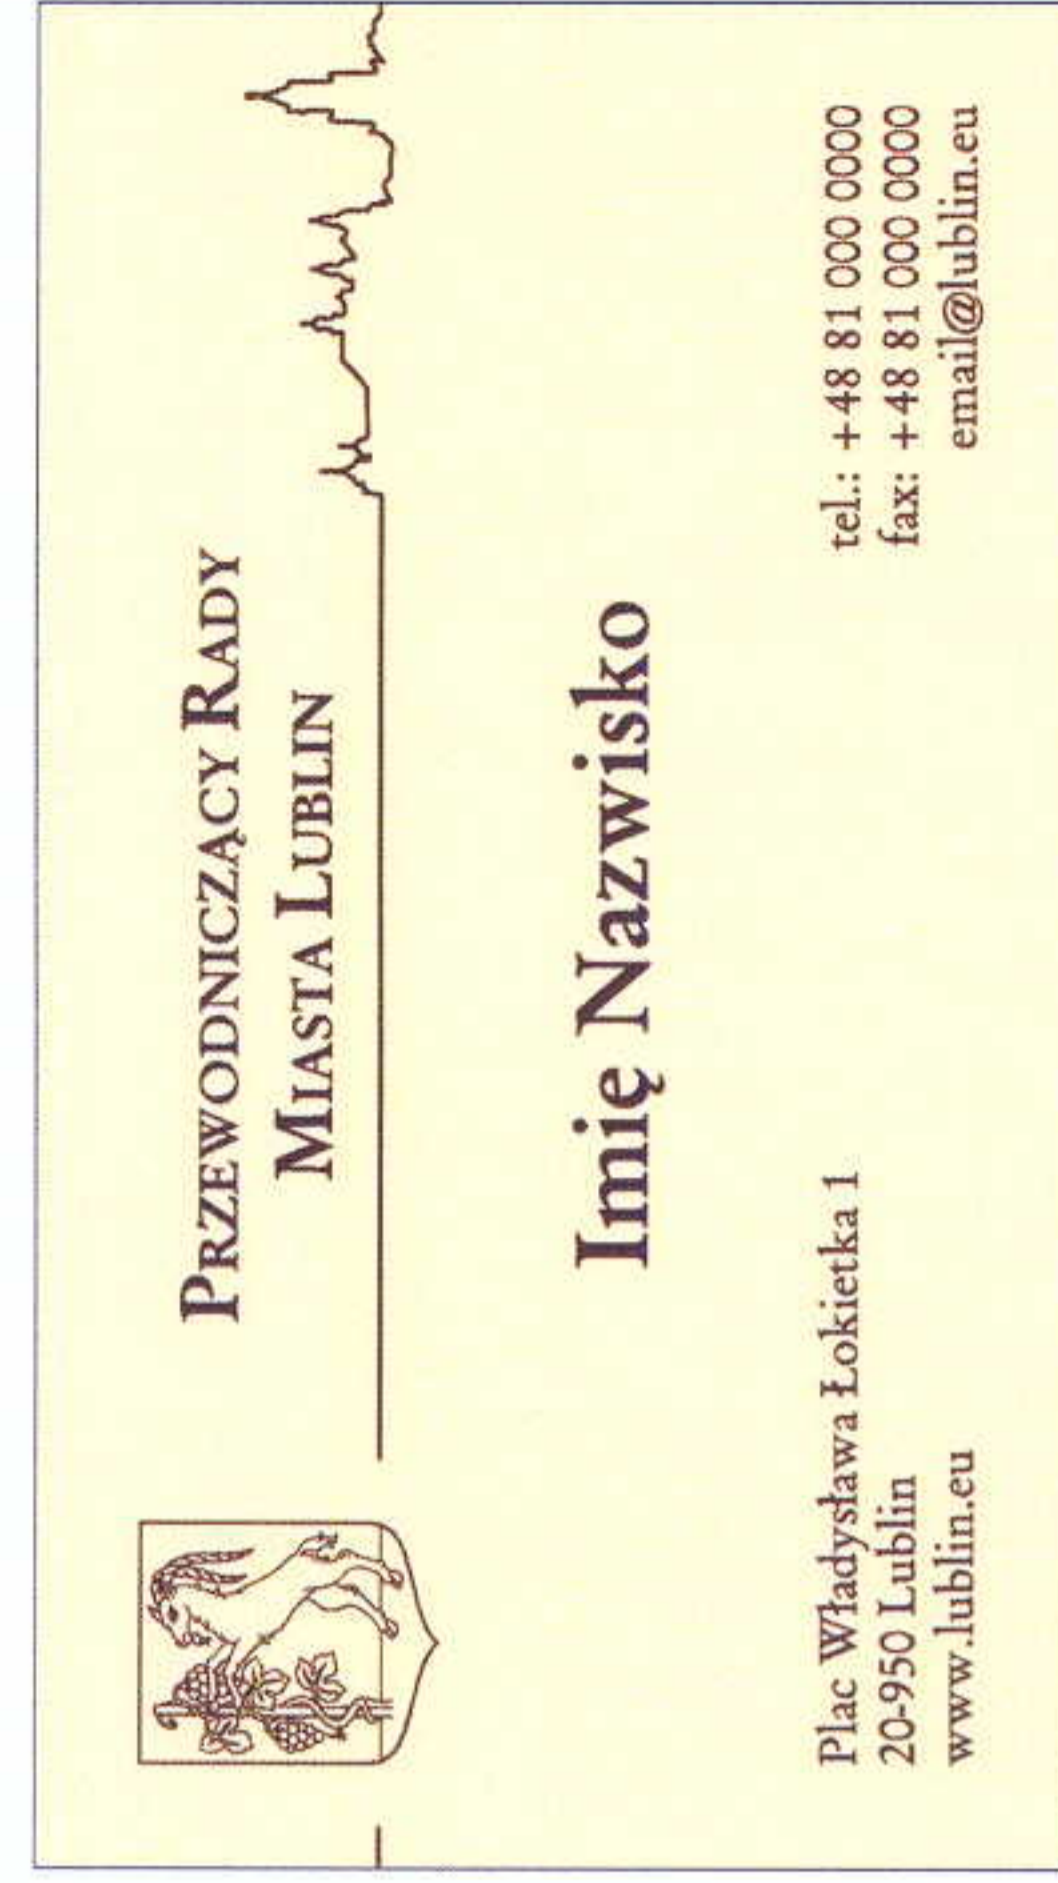 Przewodniczący Rady
Miasta Lublin
Imię Nazwisko
Plac Władysława Łokietka 1
20-950 Lublin
www.lublin.eu
tel.: +48 81 000 0000
fax: +48 81 000 0000
email@lublin.eu